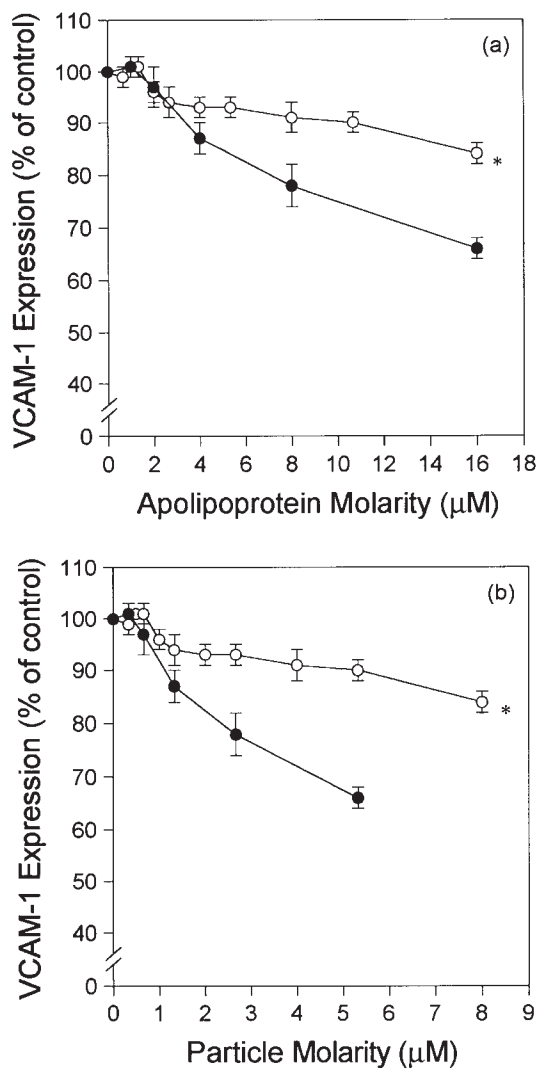 (a)
VCAM-1 Expression (% of control)
110
100
90
80
70
60
50
40
0
*
0 2 4 6 8 10 12 14 16 18
Apolipoprotein Molarity (μM)
(b)
VCAM-1 Expression (% of control)
110
100
90
80
70
60
50
40
0
*
0 1 2 3 4 5 6 7 8 9
Particle Molarity (μM)